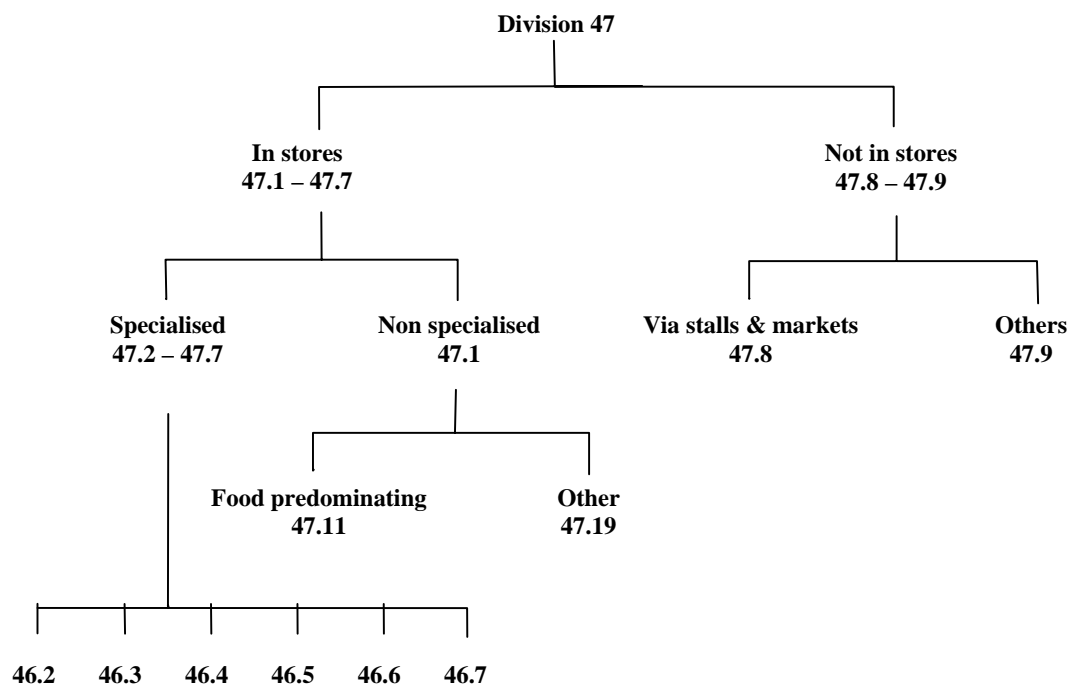 Division 47
In stores
47.1 – 47.7
Not in stores
47.8 – 47.9
Specialised
47.2 – 47.7
Non specialised
47.1
Via stalls & markets
47.8
Others
47.9
Food predominating
47.11
Other
47.19
46.2 46.3 46.4 46.5 46.6 46.7